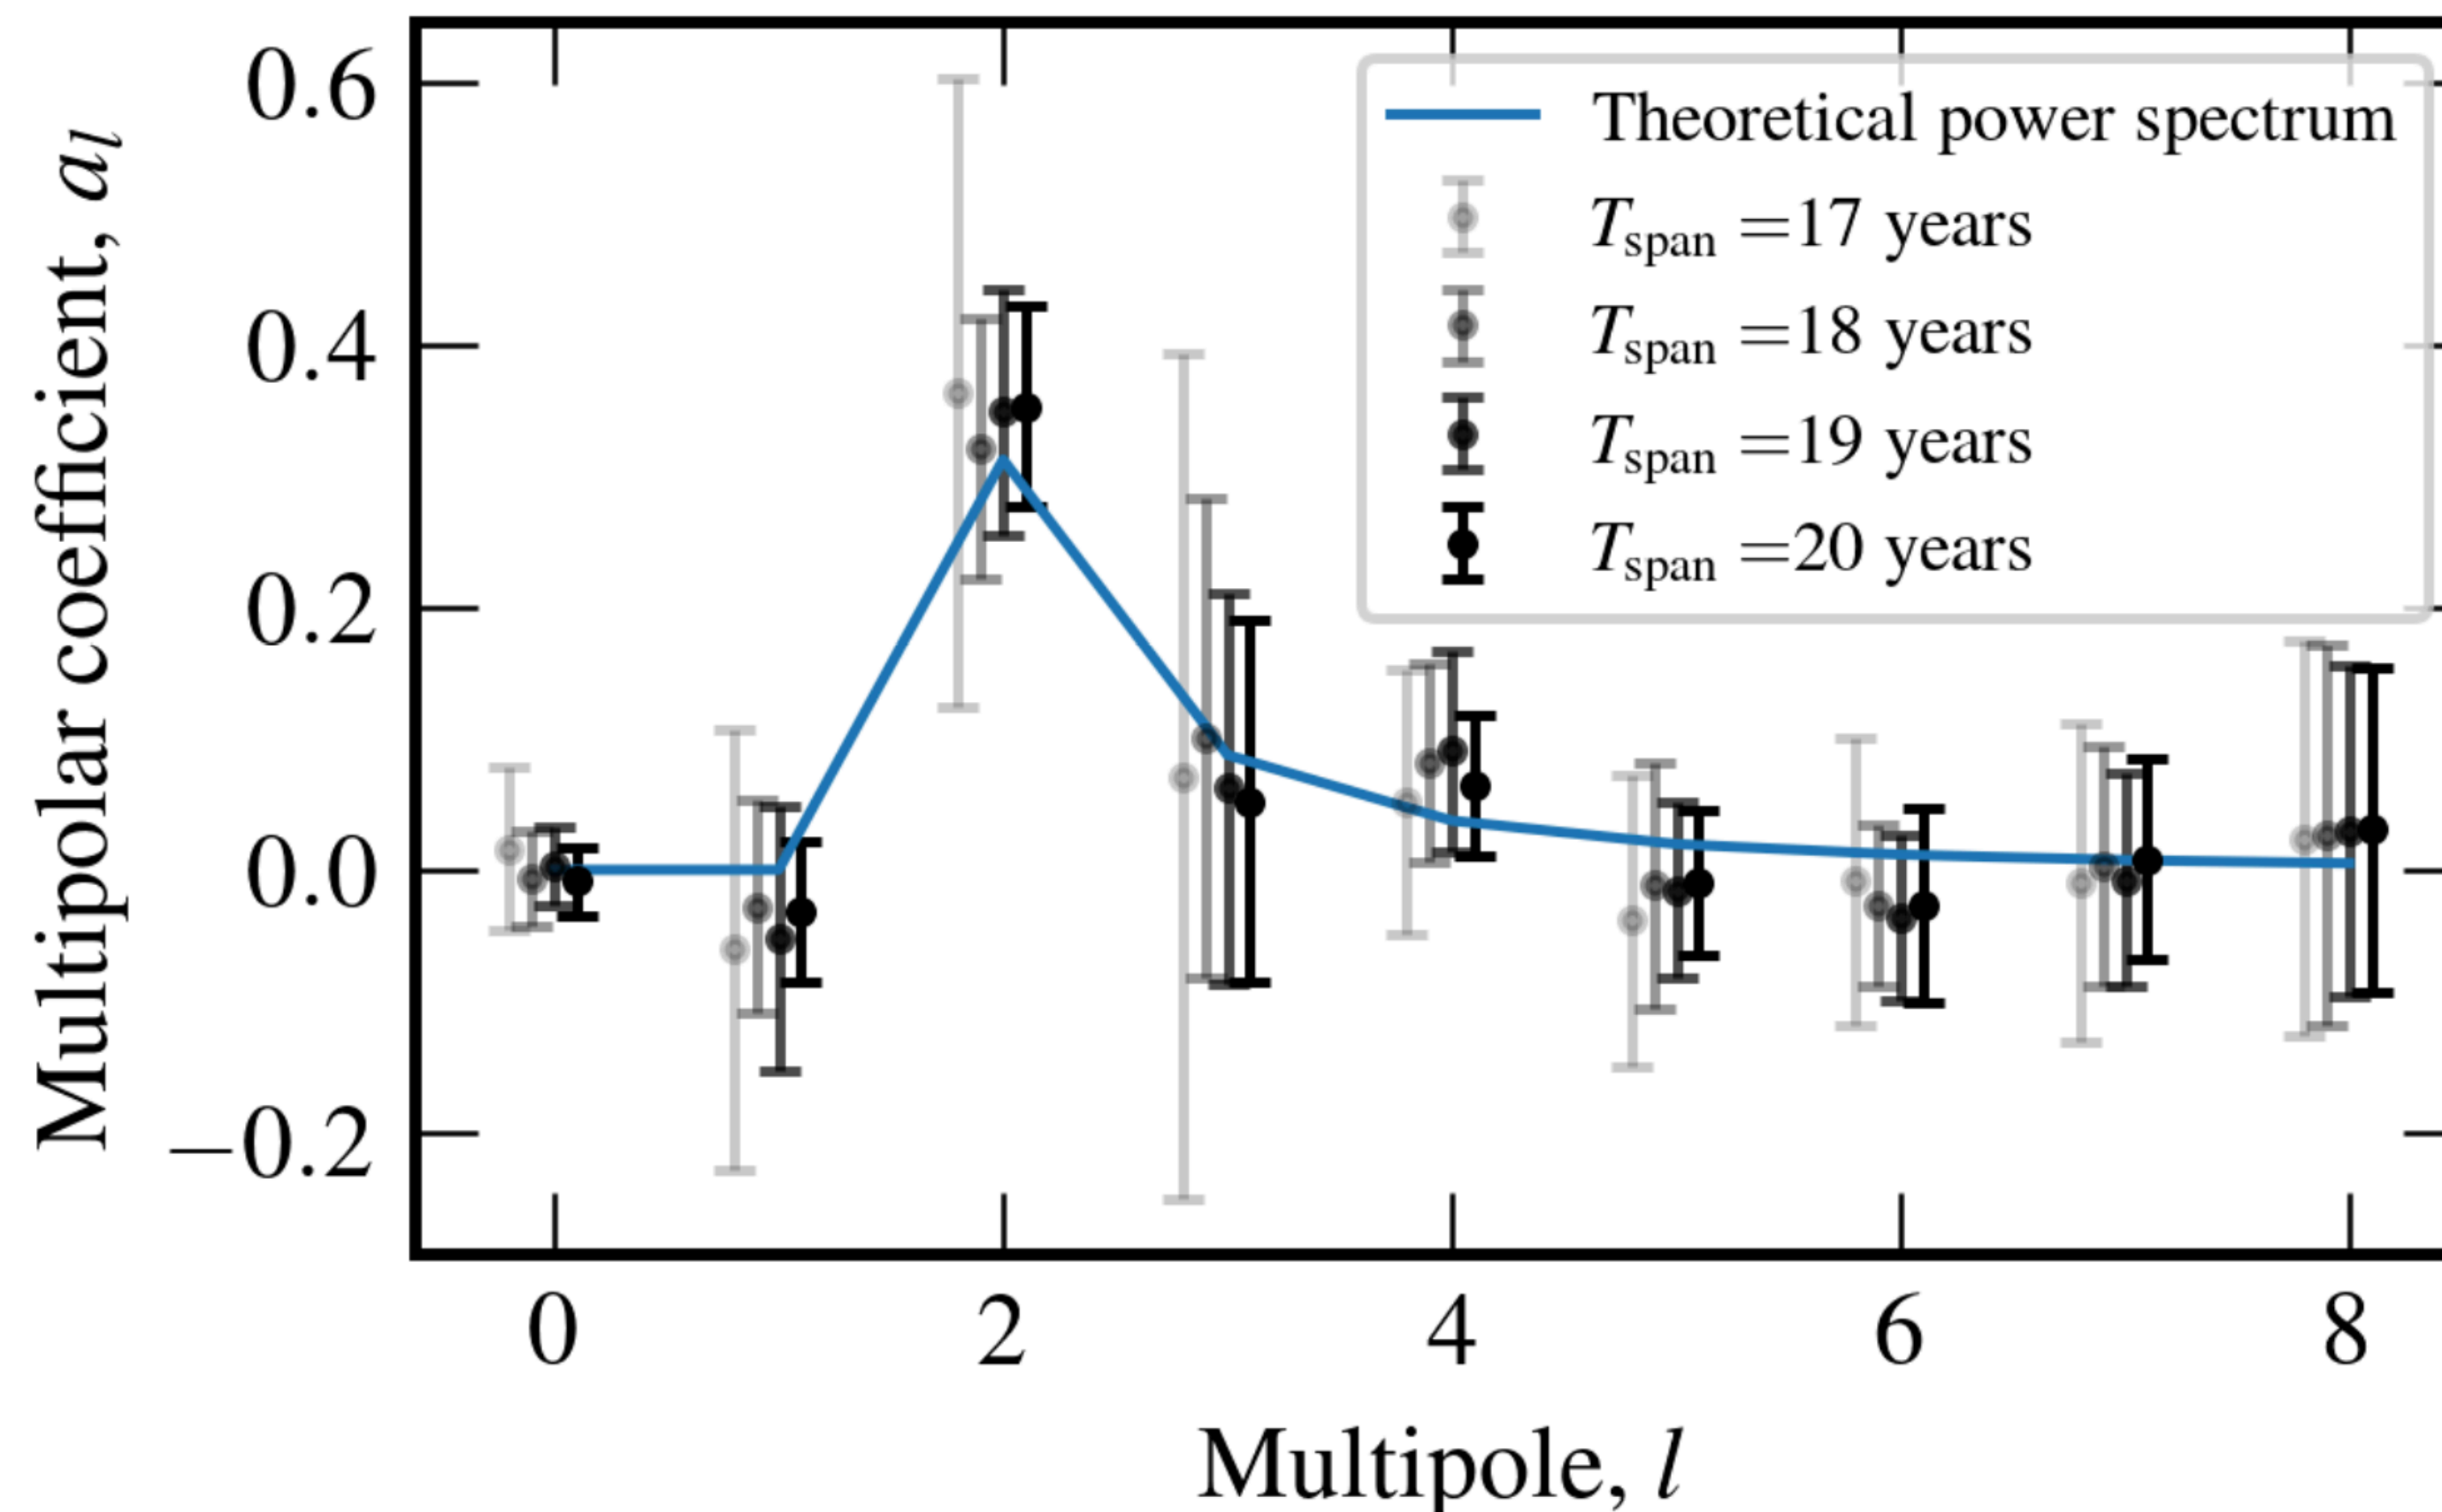 0.6
0.4
0.2
0.0
−0.2
Multipolar coefficient, a_l
Theoretical power spectrum
T_span =17 years
T_span =18 years
T_span =19 years
T_span =20 years
0 2 4 6 8
Multipole, l